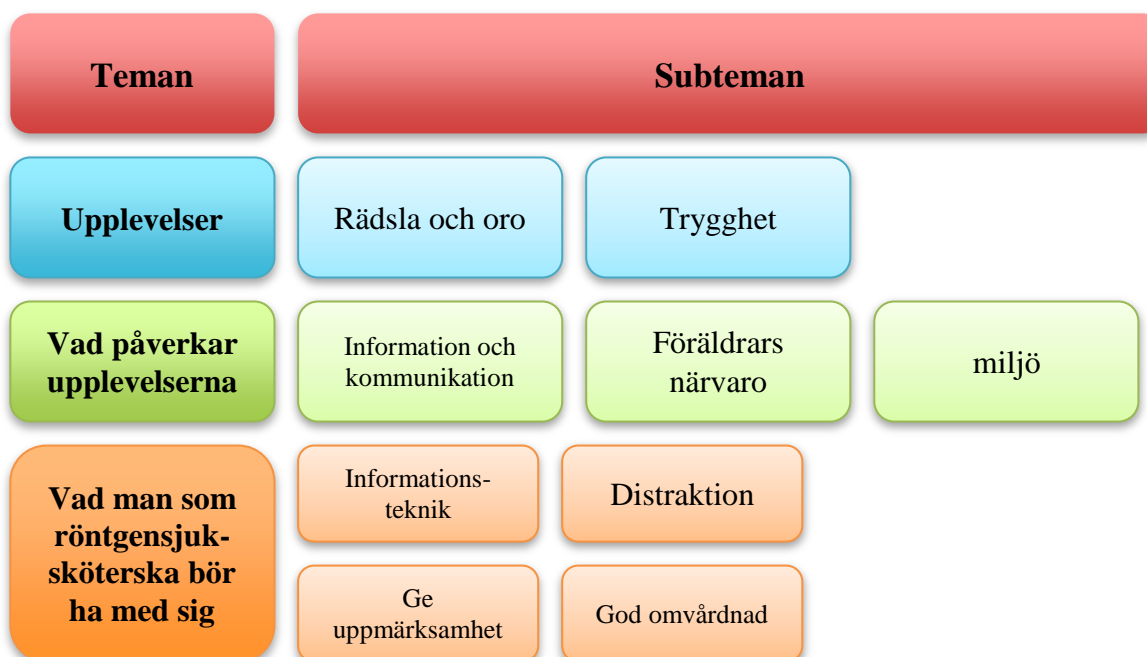 Teman
Subteman
Upplevelser
Rädsla och oro
Trygghet
Vad påverkar
upplevelserna
Information och
kommunikation
Föräldrars
närvaro
miljö
Vad man som
röntgensjuk-
sköterska bör
ha med sig
Informations-
teknik
Distraktion
Ge
uppmärksamhet
God omvårdnad